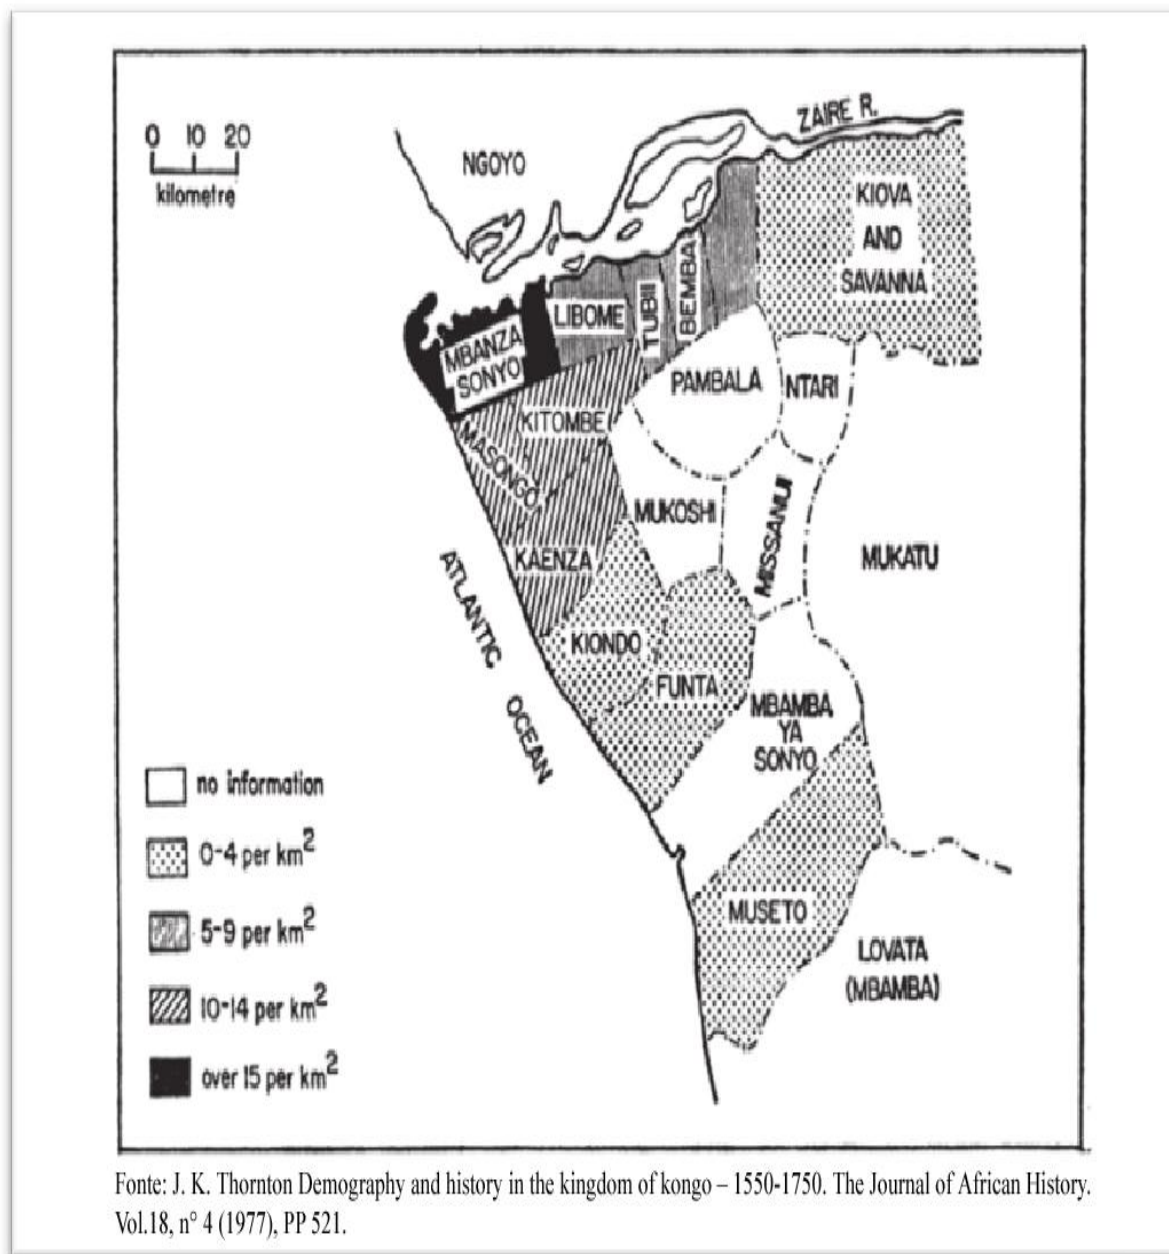 ZAIRE R.
0 10 20
kilometre
NGOYO
KIOVA
AND
SAVANNA
LIBOME
TUBII
BEMBA
MBANZA
SONYO
PAMBALA
NTARI
KITOMBE
MASONGO
MUKOSHI
MISSANUI
MUKATU
KAENZA
ATLANTIC OCEAN
KIONDO
FUNTA
MBAMBA
YA
SONYO
no information
0-4 per km²
5-9 per km²
10-14 per km²
over 15 per km²
MUSETO
LOVATA
(MBAMBA)
Fonte: J. K. Thornton Demography and history in the kingdom of kongo – 1550-1750. The Journal of African History.
Vol.18, n° 4 (1977), PP 521.